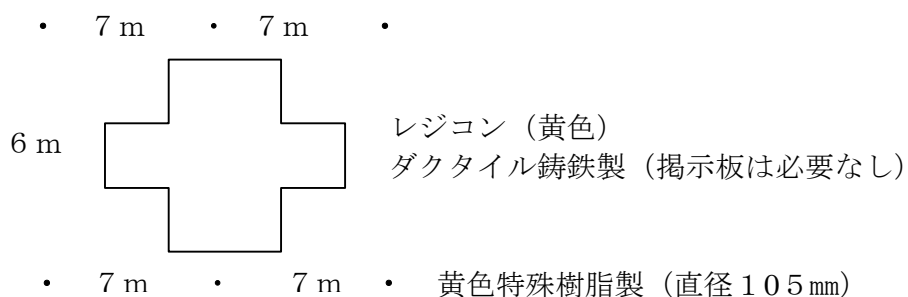 ・ 7ｍ ・ 7ｍ ・
6ｍ
レジコン（黄色）
ダクタイル鋳鉄製（掲示板は必要なし）
・ 7ｍ ・ 7ｍ ・ 黄色特殊樹脂製（直径１０５㎜）